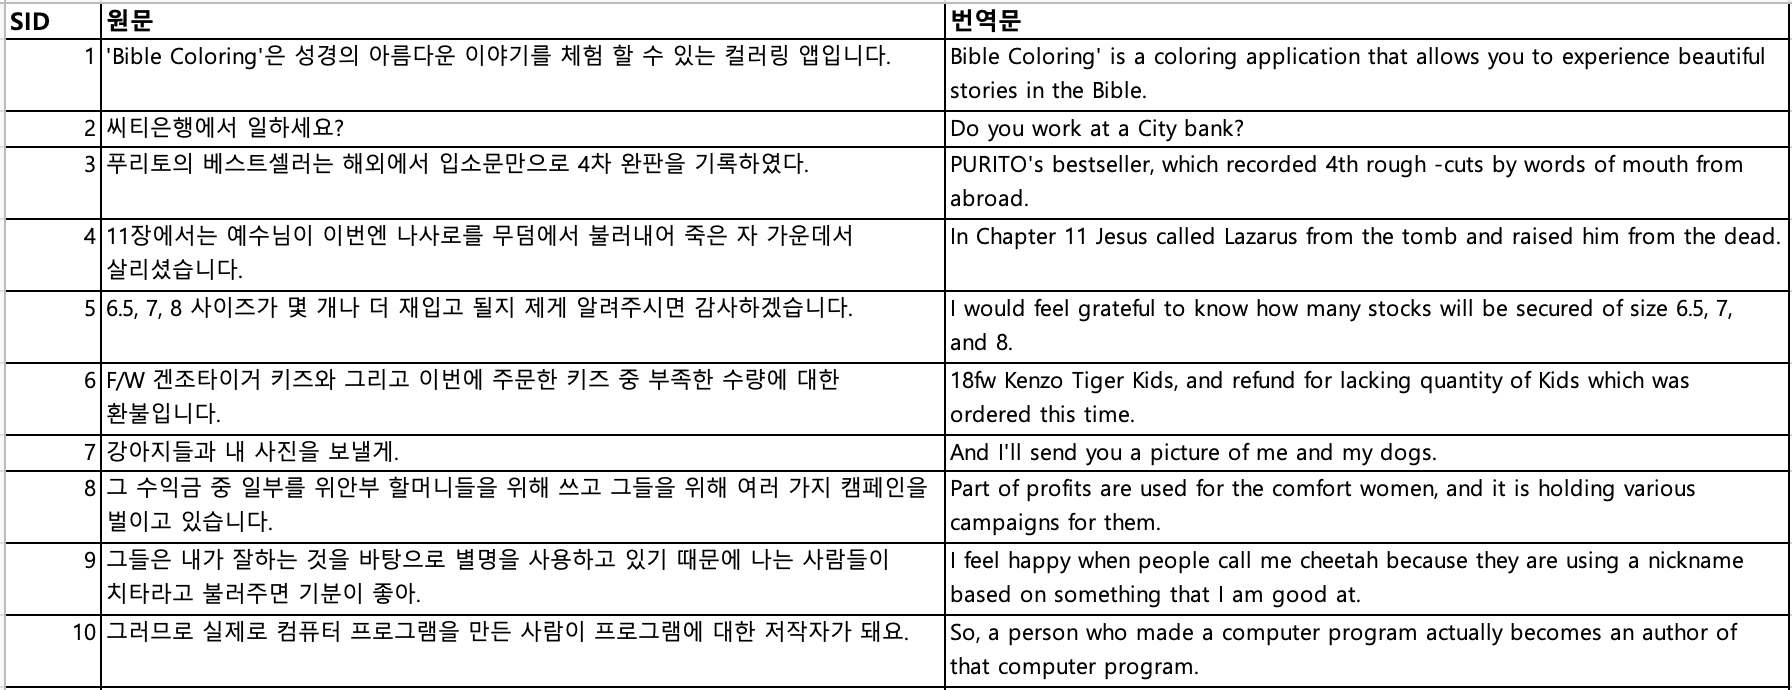 SID 원문 번역문
1 'Bible Coloring'은 성경의 아름다운 이야기를 체험 할 수 있는 컬러링 앱입니다. Bible Coloring' is a coloring application that allows you to experience beautiful
stories in the Bible.
2 씨티은행에서 일하세요? Do you work at a City bank?
3 푸리토의 베스트셀러는 해외에서 입소문만으로 4차 완판을 기록하였다. PURITO's bestseller, which recorded 4th rough -cuts by words of mouth from
abroad.
4 11장에서는 예수님이 이번엔 나사로를 무덤에서 불러내어 죽은 자 가운데서 In Chapter 11 Jesus called Lazarus from the tomb and raised him from the dead.
살리셨습니다.
5 6.5, 7, 8 사이즈가 몇 개나 더 재입고 될지 제게 알려주시면 감사하겠습니다. I would feel grateful to know how many stocks will be secured of size 6.5, 7,
and 8.
6 F/W 겐조타이거 키즈와 그리고 이번에 주문한 키즈 중 부족한 수량에 대한 18fw Kenzo Tiger Kids, and refund for lacking quantity of Kids which was
환불입니다. ordered this time.
7 강아지들과 내 사진을 보낼게. And I'll send you a picture of me and my dogs.
8 그 수익금 중 일부를 위안부 할머니들을 위해 쓰고 그들을 위해 여러 가지 캠페인을 Part of profits are used for the comfort women, and it is holding various
벌이고 있습니다. campaigns for them.
9 그들은 내가 잘하는 것을 바탕으로 별명을 사용하고 있기 때문에 나는 사람들이 I feel happy when people call me cheetah because they are using a nickname
치타라고 불러주면 기분이 좋아. based on something that I am good at.
10 그러므로 실제로 컴퓨터 프로그램을 만든 사람이 프로그램에 대한 저작자가 돼요. So, a person who made a computer program actually becomes an author of
that computer program.